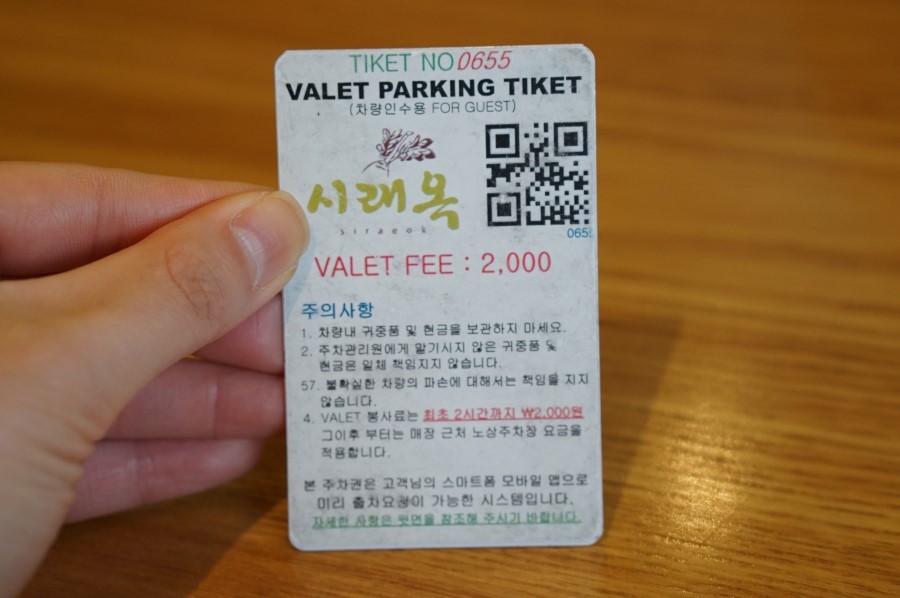 TIKET NO 0655
VALET PARKING TIKET
(차량인수용 FOR GUEST)
시래옥
siraeok
065
VALET FEE : 2,000
주의사항
1. 차량내 귀중품 및 현금을 보관하지 마세요.
2. 주차관리원에게 맡기시지 않은 귀중품 및
현금은 일체 책임지지 않습니다.
57. 불확실한 차량의 파손에 대해서는 책임을 지지
않습니다.
4. VALET 봉사료는 최초 2시간까지 ₩2,000원
그이후 부터는 매장 근처 노상주차장 요금을
적용합니다.
본 주차권은 고객님의 스마트폼 모바일 앱으로
미리 출차요청이 가능한 시스템입니다.
자세한 사항은 뒷면을 참조해 주시기 바랍니다.